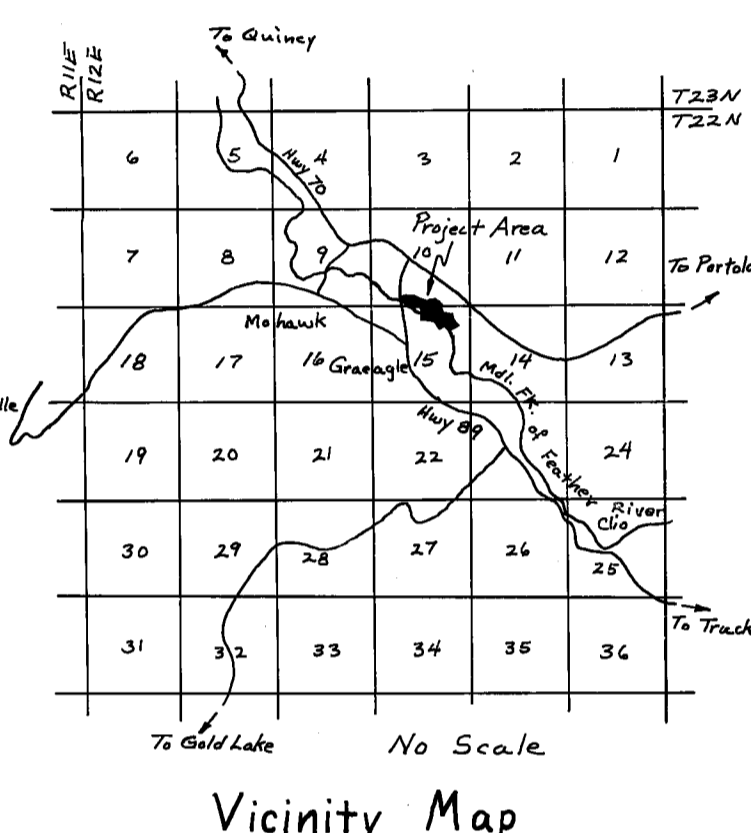 To Quincy
R11E
R12E
T23N
T22N
6 5 4 3 2 1
Hwy 70
Project Area
7 8 9 10 11 12
To Portola
Mohawk
18 17 16 Graeagle 15 14 13
Mdl. Fk. of Feather River
Hwy 89
19 20 21 22 24
Clio
30 29 28 27 26 25
To Truck
31 32 33 34 35 36
To Gold Lake
No Scale
Vicinity Map